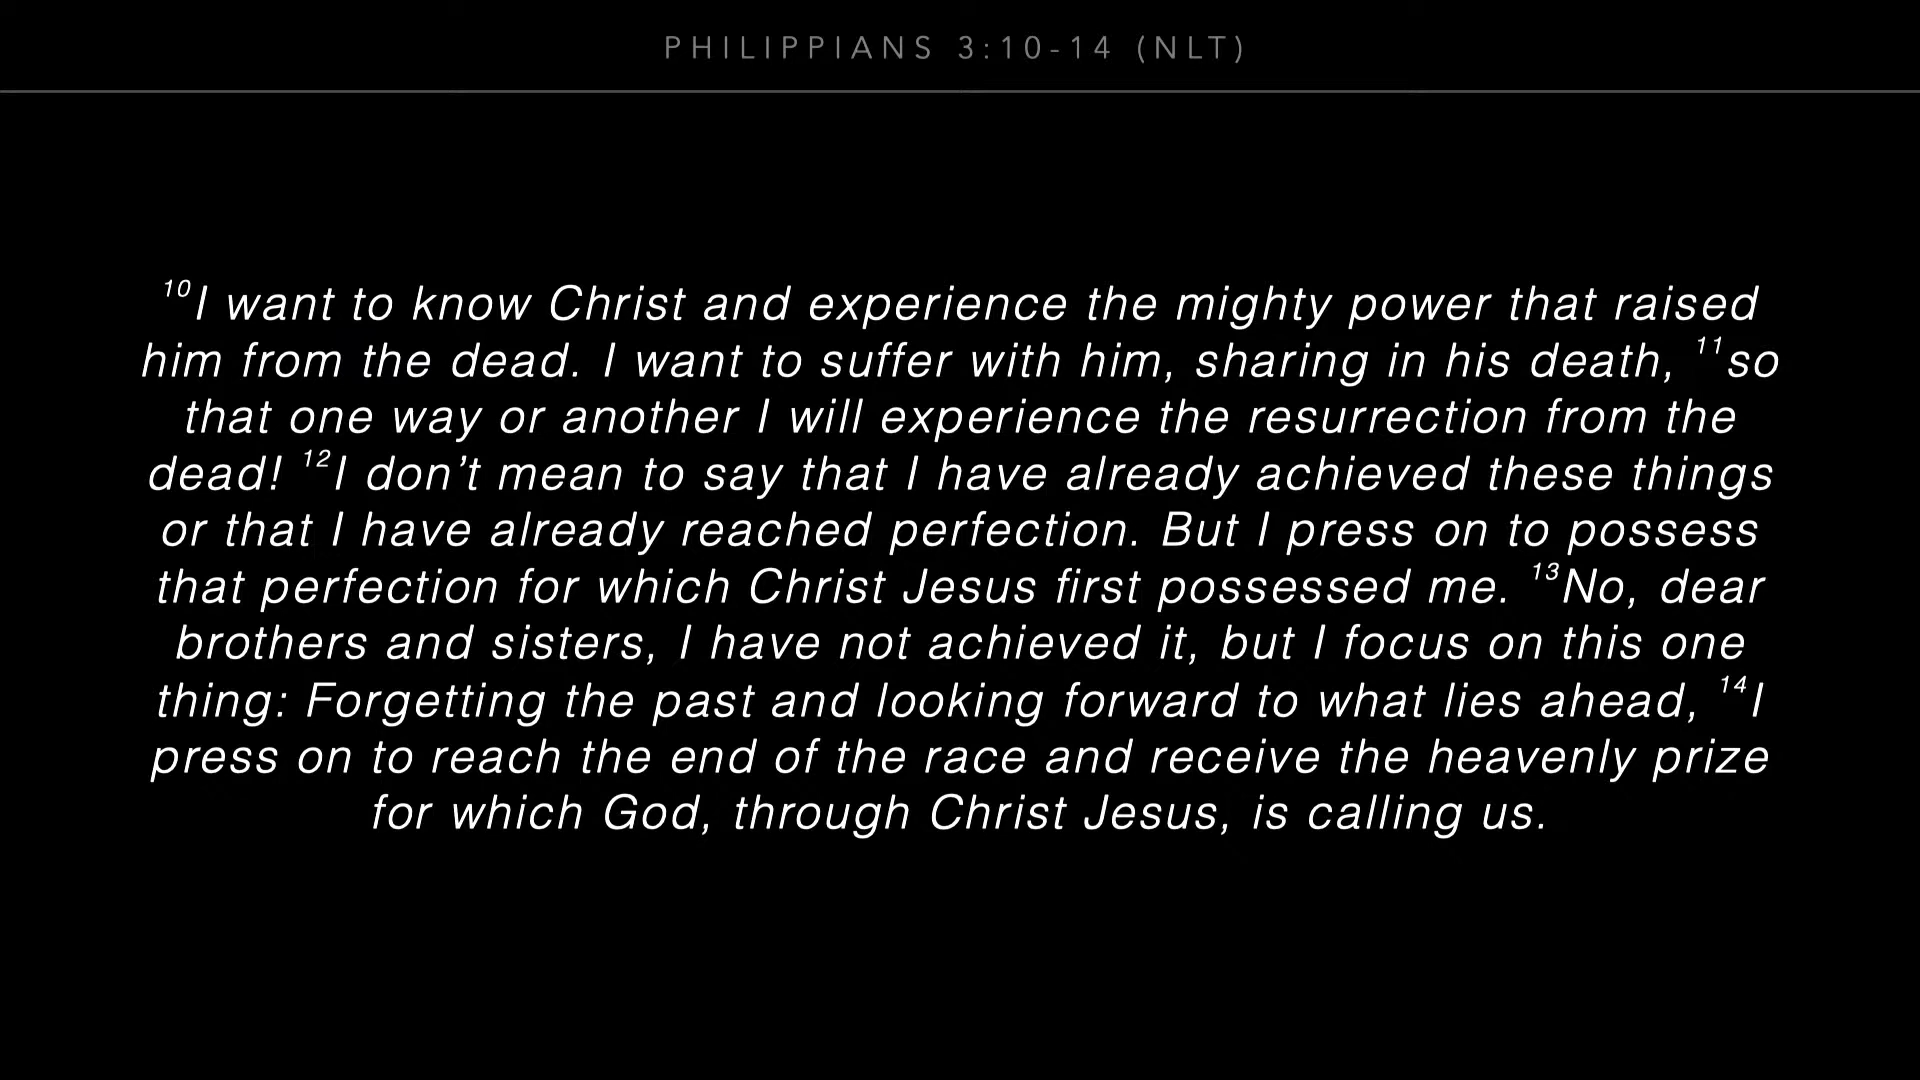 PHILIPPIANS 3:10-14 (NLT)
¹⁰I want to know Christ and experience the mighty power that raised
him from the dead. I want to suffer with him, sharing in his death, ¹¹so
that one way or another I will experience the resurrection from the
dead! ¹²I don’t mean to say that I have already achieved these things
or that I have already reached perfection. But I press on to possess
that perfection for which Christ Jesus first possessed me. ¹³No, dear
brothers and sisters, I have not achieved it, but I focus on this one
thing: Forgetting the past and looking forward to what lies ahead, ¹⁴I
press on to reach the end of the race and receive the heavenly prize
for which God, through Christ Jesus, is calling us.